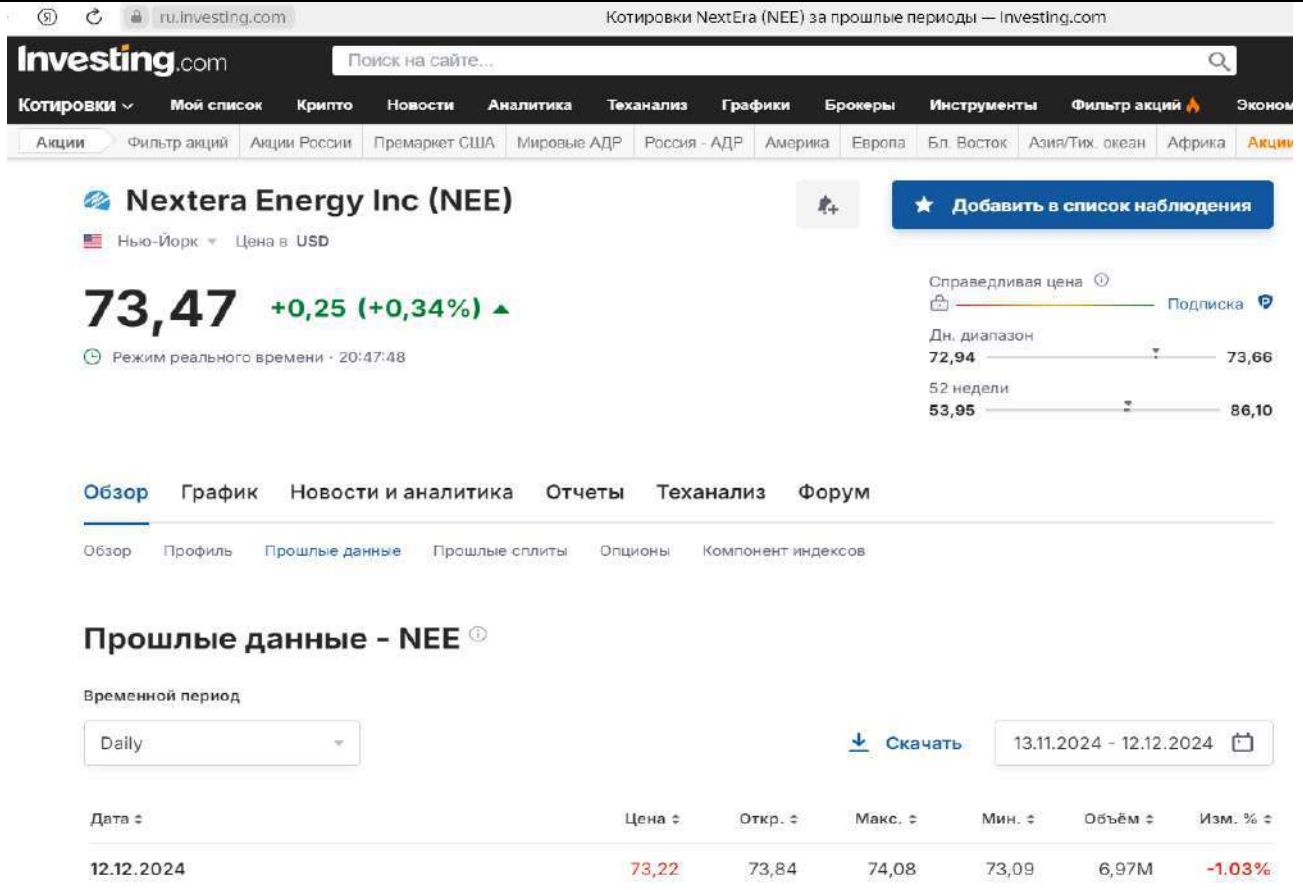 ru.investing.com Котировки NextEra (NEE) за прошлые периоды — Investing.com
Investing.com Поиск на сайте...
Котировки Мой список Крипто Новости Аналитика Теханализ Графики Брокеры Инструменты Фильтр акций Эконом
Акции Фильтр акций Акции России Премаркет США Мировые АДР Россия - АДР Америка Европа Бл. Восток Азия/Тих. океан Африка Акции
Nextera Energy Inc (NEE)
Добавить в список наблюдения
Нью-Йорк Цена в USD
73,47 +0,25 (+0,34%)
Режим реального времени · 20:47:48
Справедливая цена
Подписка
Дн. диапазон
72,94 73,66
52 недели
53,95 86,10
Обзор График Новости и аналитика Отчеты Теханализ Форум
Обзор Профиль Прошлые данные Прошлые сплиты Опционы Компонент индексов
Прошлые данные - NEE
Временной период
Daily Скачать 13.11.2024 - 12.12.2024
Дата Цена Откр. Макс. Мин. Объём Изм. %
12.12.2024 73,22 73,84 74,08 73,09 6,97M -1.03%